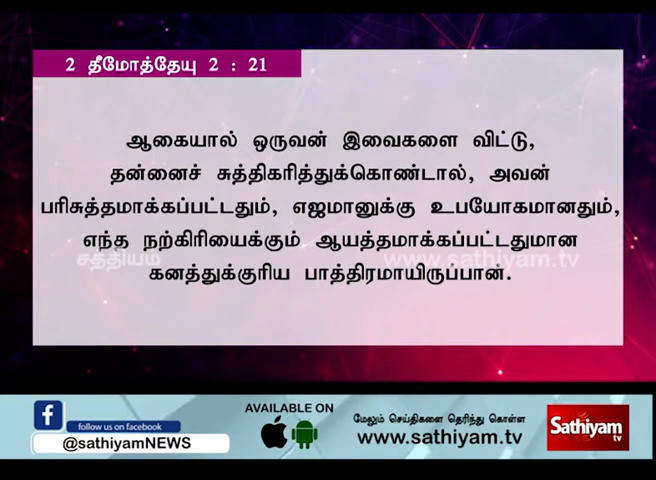 2 தீமோத்தேயு 2 : 21
ஆகையால் ஒருவன் இவைகளை விட்டு,
தன்னைச் சுத்திகரித்துக்கொண்டால், அவன்
பரிசுத்தமாக்கப்பட்டதும், எஜமானுக்கு உபயோகமானதும்,
எந்த நற்கிரியைக்கும் ஆயத்தமாக்கப்பட்டதுமான
சத்தியம் www.sathiyam.tv
கனத்துக்குரிய பாத்திரமாயிருப்பான்.
follow us on facebook
@sathiyamNEWS
AVAILABLE ON
மேலும் செய்திகளை தெரிந்து கொள்ள
www.sathiyam.tv
Sathiyam
tv